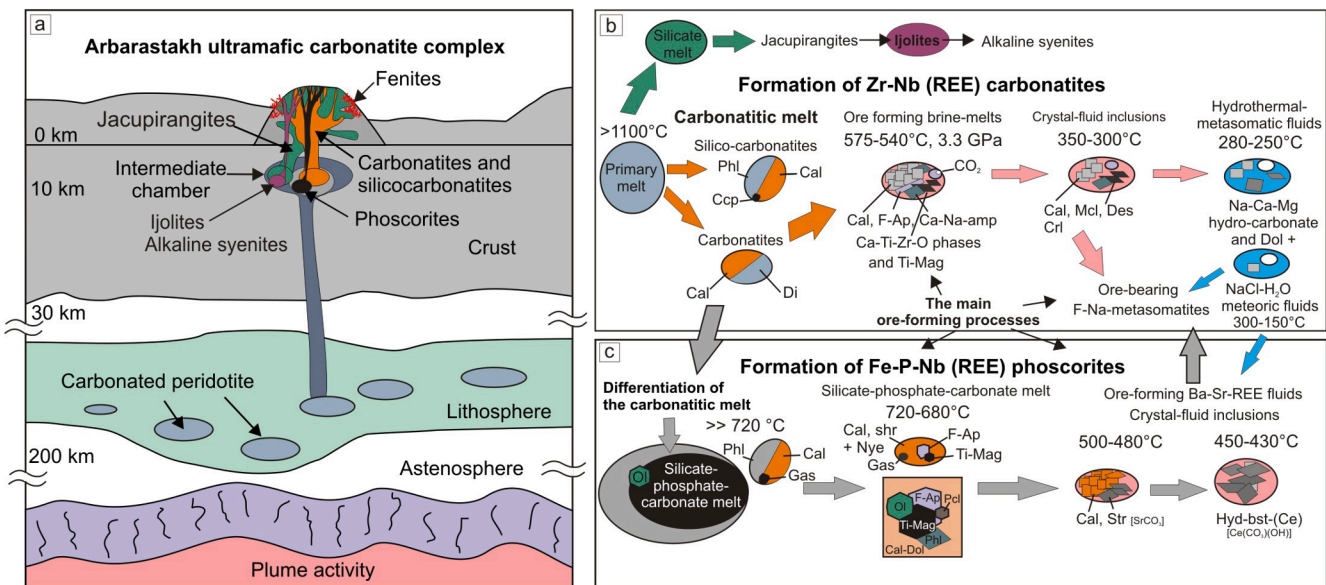 a
Arbarastakh ultramafic carbonatite complex
Fenites
Jacupirangites
0 km
Intermediate
chamber
10 km
Carbonatites and
silicocarbonatites
Phoscorites
Ijolites
Alkaline syenites
Crust
30 km
Carbonated peridotite
Lithosphere
200 km
Astenosphere
Plume activity
b
Silicate
melt
Jacupirangites
Ijolites
Alkaline syenites
Formation of Zr-Nb (REE) carbonatites
>1100°C
Primary
melt
Carbonatitic melt
Silico-carbonatites
Phl
Cal
Ccp
Carbonatites
Cal
Di
Ore forming brine-melts
575-540°C, 3.3 GPa
CO₂
Cal, F-Ap, Ca-Na-amp
Ca-Ti-Zr-O phases
and Ti-Mag
Crystal-fluid inclusions
350-300°C
Cal, Mcl, Des
Crl
Hydrothermal-
metasomatic fluids
280-250°C
Na-Ca-Mg
hydro-carbonate
and Dol +
NaCl-H₂O
meteoric fluids
300-150°C
Ore-bearing
F-Na-metasomatites
The main
ore-forming processes
c
Formation of Fe-P-Nb (REE) phoscorites
Differentiation of
the carbonatitic melt
Ol
Silicate-
phosphate-
carbonate melt
>> 720 °C
Phl
Cal
Gas
Silicate-phosphate-carbonate melt
720-680°C
Cal, shr
+ Nye
Gas
F-Ap
Ti-Mag
Ol
F-Ap
Pcl
Ti-Mag
Phl
Cal-Dol
Ore-forming Ba-Sr-REE fluids
Crystal-fluid inclusions
500-480°C
Cal, Str [SrCO₃]
450-430°C
Hyd-bst-(Ce)
[Ce(CO₃)(OH)]